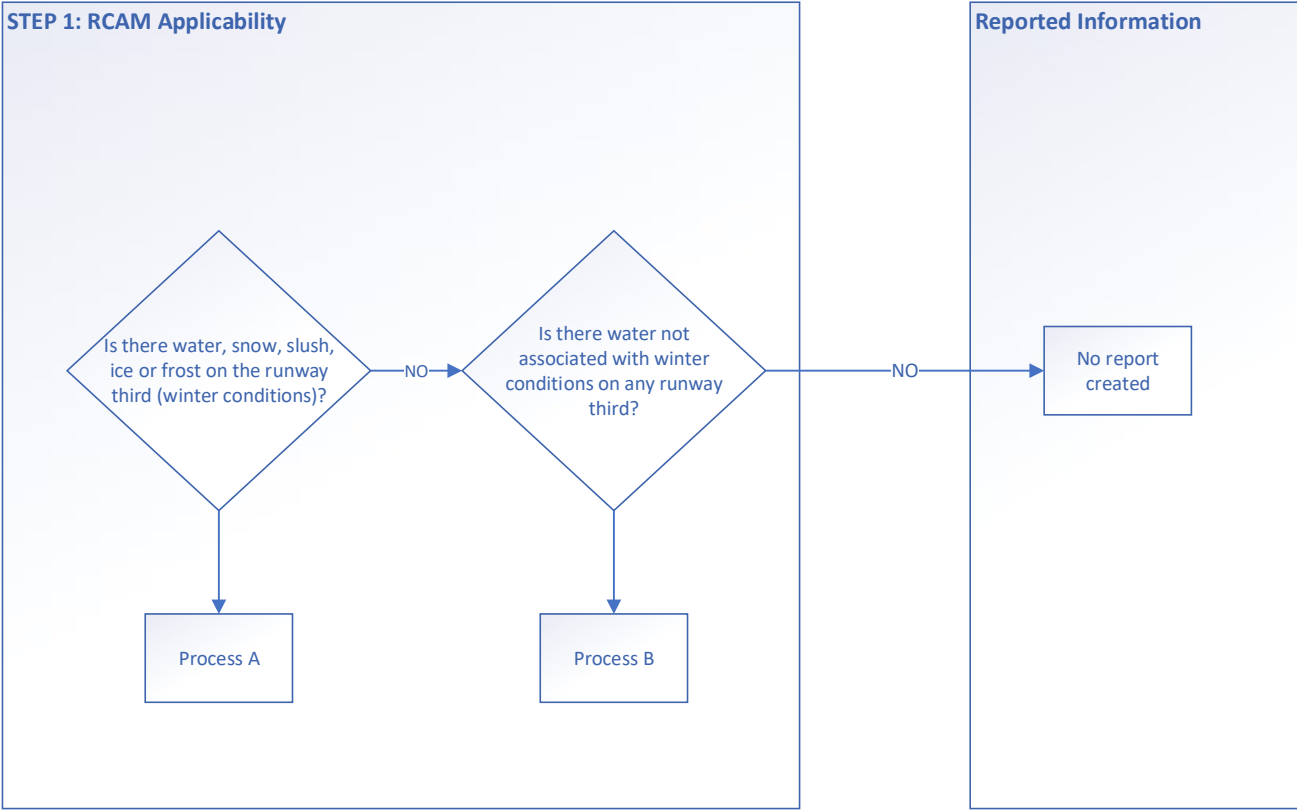 STEP 1: RCAM Applicability
Reported Information
Is there water, snow, slush,
ice or frost on the runway
third (winter conditions)?
NO
Is there water not
associated with winter
conditions on any runway
third?
NO
No report
created
Process A
Process B